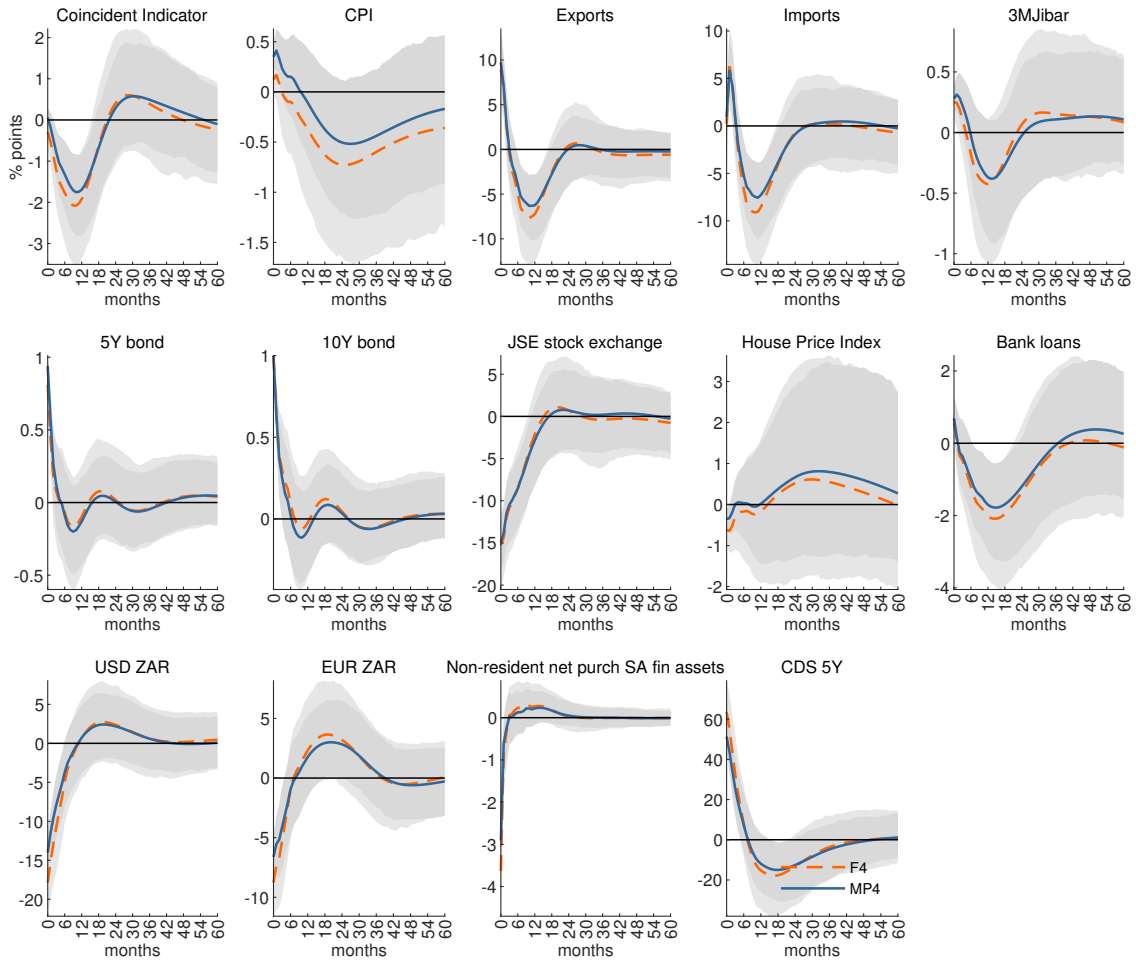 Coincident Indicator
CPI
Exports
Imports
3MJibar
% points
2
1
0
-1
-2
-3
0 6 12 18 24 30 36 42 48 54 60
months
0.5
0
-0.5
-1
-1.5
0 6 12 18 24 30 36 42 48 54 60
months
10
5
0
-5
-10
0 6 12 18 24 30 36 42 48 54 60
months
10
5
0
-5
-10
0 6 12 18 24 30 36 42 48 54 60
months
0.5
0
-0.5
-1
0 6 12 18 24 30 36 42 48 54 60
months
5Y bond
10Y bond
JSE stock exchange
House Price Index
Bank loans
1
0.5
0
-0.5
0 6 12 18 24 30 36 42 48 54 60
months
1
0.5
0
0 6 12 18 24 30 36 42 48 54 60
months
5
0
-5
-10
-15
-20
0 6 12 18 24 30 36 42 48 54 60
months
3
2
1
0
-1
-2
0 6 12 18 24 30 36 42 48 54 60
months
2
0
-2
-4
0 6 12 18 24 30 36 42 48 54 60
months
USD ZAR
EUR ZAR
Non-resident net purch SA fin assets
CDS 5Y
5
0
-5
-10
-15
-20
0 6 12 18 24 30 36 42 48 54 60
months
5
0
-5
-10
0 6 12 18 24 30 36 42 48 54 60
months
0
-1
-2
-3
-4
0 6 12 18 24 30 36 42 48 54 60
months
60
40
20
0
-20
0 6 12 18 24 30 36 42 48 54 60
months
F4
MP4